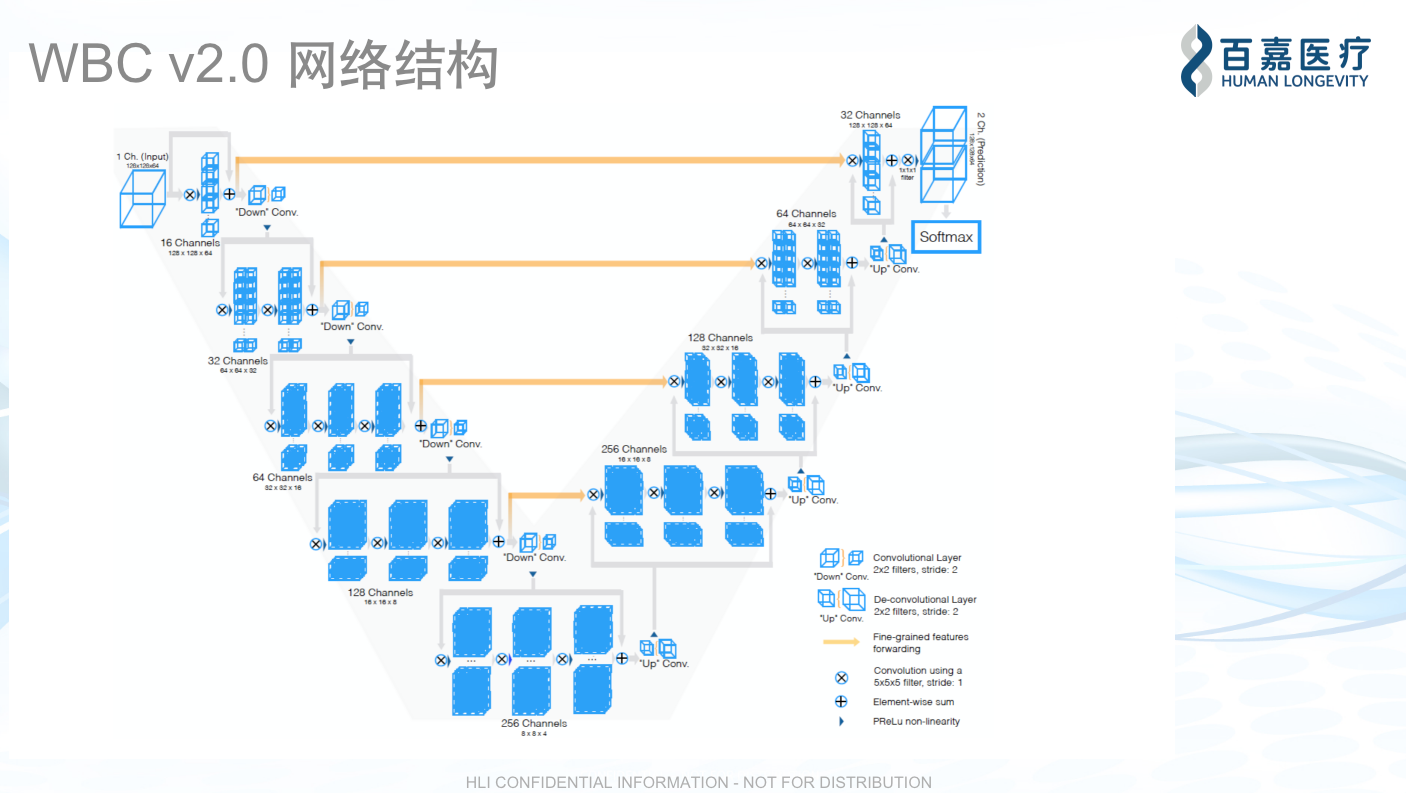 WBC v2.0 网络结构
百嘉医疗
HUMAN LONGEVITY
1 Ch. (Input)
128x128x64
"Down" Conv.
16 Channels
128 x 128 x 64
"Down" Conv.
32 Channels
64 x 64 x 32
"Down" Conv.
64 Channels
32 x 32 x 16
"Down" Conv.
128 Channels
16 x 16 x 8
...
...
...
256 Channels
8 x 8 x 4
"Up" Conv.
256 Channels
16 x 16 x 8
"Up" Conv.
128 Channels
32 x 32 x 16
"Up" Conv.
64 Channels
64 x 64 x 32
"Up" Conv.
32 Channels
128 x 128 x 64
1x1x1
filter
2 Ch. (Prediction)
128x128x64
Softmax
"Down" Conv.
Convolutional Layer
2x2 filters, stride: 2
"Up" Conv.
De-convolutional Layer
2x2 filters, stride: 2
Fine-grained features
forwarding
Convolution using a
5x5x5 filter, stride: 1
Element-wise sum
PReLu non-linearity
HLI CONFIDENTIAL INFORMATION - NOT FOR DISTRIBUTION